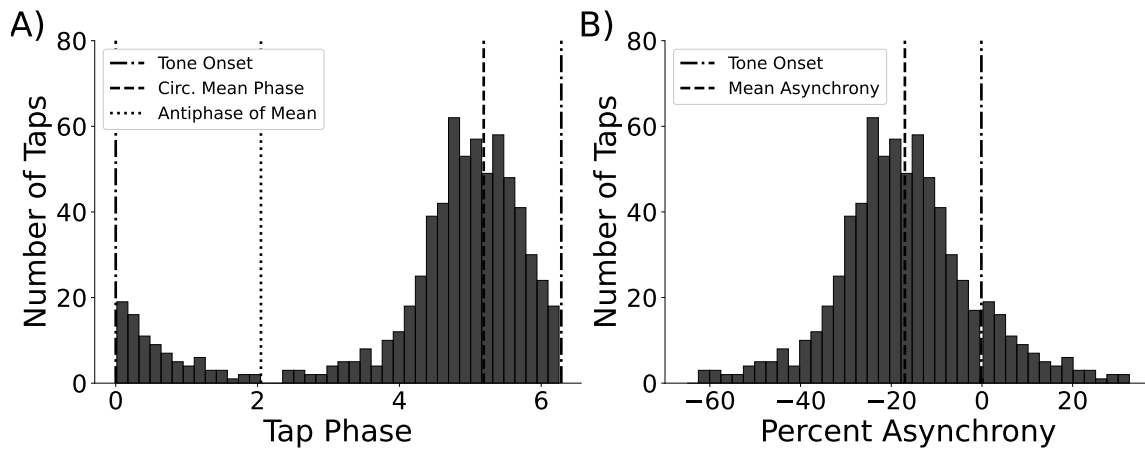 A)
80
60
40
20
0
Number of Taps
Tone Onset
Circ. Mean Phase
Antiphase of Mean
0 2 4 6
Tap Phase
B)
80
60
40
20
0
Number of Taps
Tone Onset
Mean Asynchrony
−60 −40 −20 0 20
Percent Asynchrony